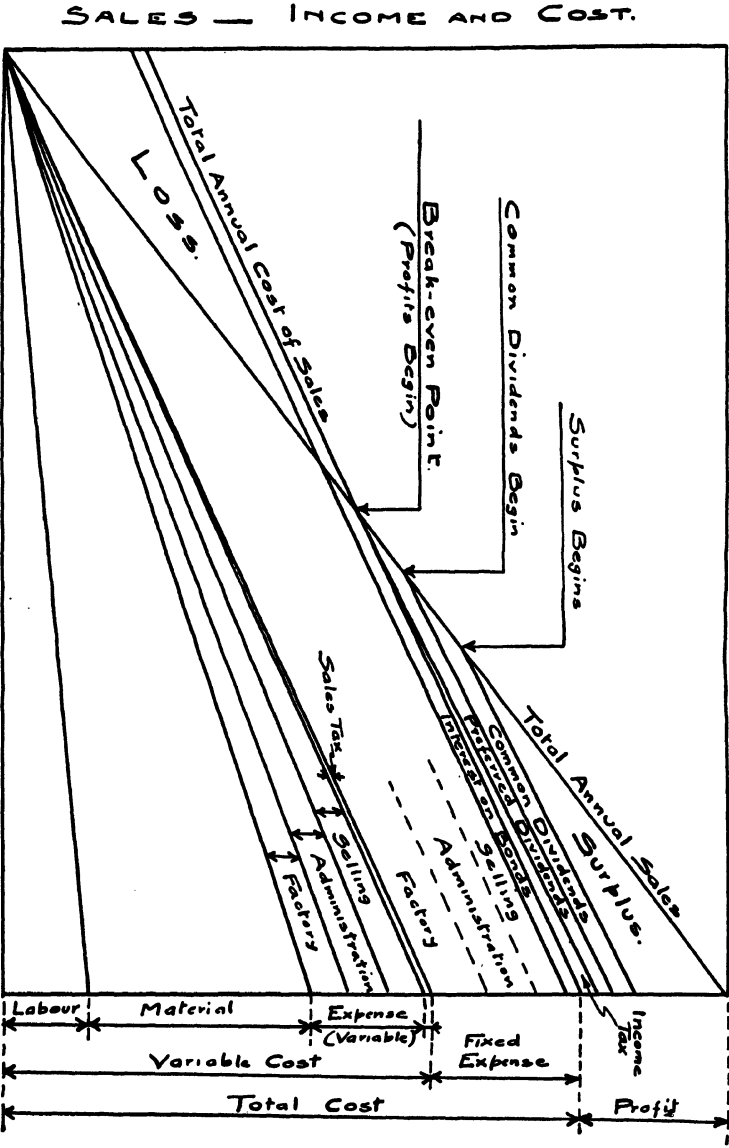 SALES — INCOME AND COST.
Total Annual Cost of Sales
Loss.
Break-even Point.
(Profits Begin)
Common Dividends Begin
Surplus Begins
Total Annual Sales
Surplus.
Common Dividends
Preferred Dividends
Interest on Bonds
Selling
Administration
Factory
Sales Tax
Selling
Administration
Factory
Income
Tax
Labour
Material
Expense
(Variable)
Fixed
Expense
Variable Cost
Total Cost
Profit